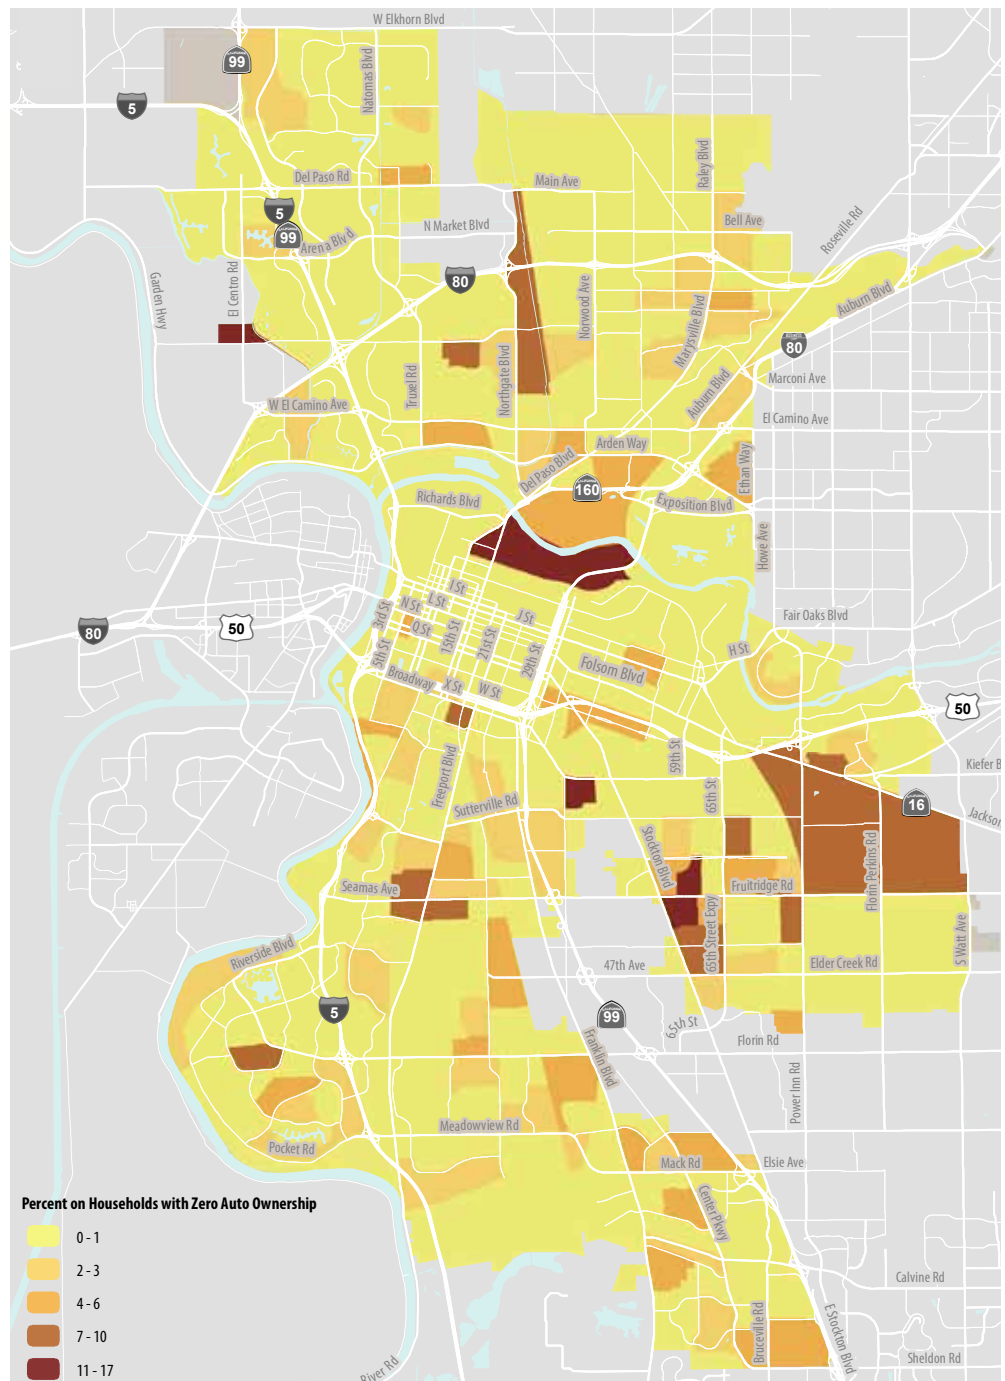 W Elkhorn Blvd
99
Natomas Blvd
5
Raley Blvd
Del Paso Rd
Main Ave
5
99
Arena Blvd
N Market Blvd
Bell Ave
Roseville Rd
80
Garden Hwy
El Centro Rd
Norwood Ave
Marysville Blvd
Auburn Blvd
80
Truxel Rd
Northgate Blvd
Auburn Blvd
Marconi Ave
W El Camino Ave
El Camino Ave
Arden Way
Del Paso Blvd
Ethan Way
160
Richards Blvd
Exposition Blvd
Howe Ave
I St
L St
N St
J St
Q St
3rd St
5th St
15th St
21st St
29th St
Fair Oaks Blvd
80
50
H St
Folsom Blvd
Broadway
X St
W St
50
59th St
Kiefer B
Freeport Blvd
Sutterville Rd
65th St
16
Jackson
Stockton Blvd
Florin Perkins Rd
Seamas Ave
Fruitridge Rd
65th Street Expy
S Watt Ave
Riverside Blvd
47th Ave
Elder Creek Rd
5
99
65th St
Florin Rd
Franklin Blvd
Power Inn Rd
Meadowview Rd
Pocket Rd
Mack Rd
Elsie Ave
Center Pkwy
Percent on Households with Zero Auto Ownership
0 - 1
2 - 3
4 - 6
7 - 10
11 - 17
Calvine Rd
Bruceville Rd
E Stockton Blvd
Sheldon Rd
River Rd